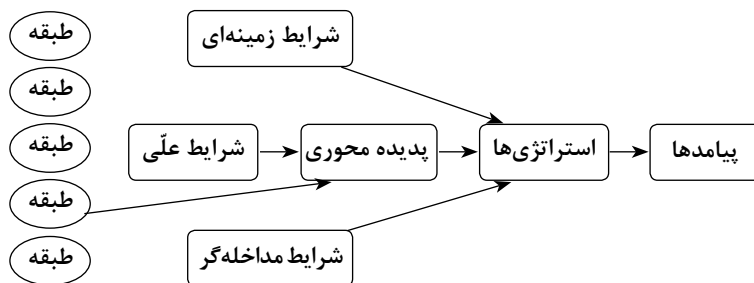 طبقه
شرایط زمینه‌ای
طبقه
طبقه
شرایط علّی
پدیده محوری
استراتژی‌ها
پیامدها
طبقه
طبقه
شرایط مداخله‌گر